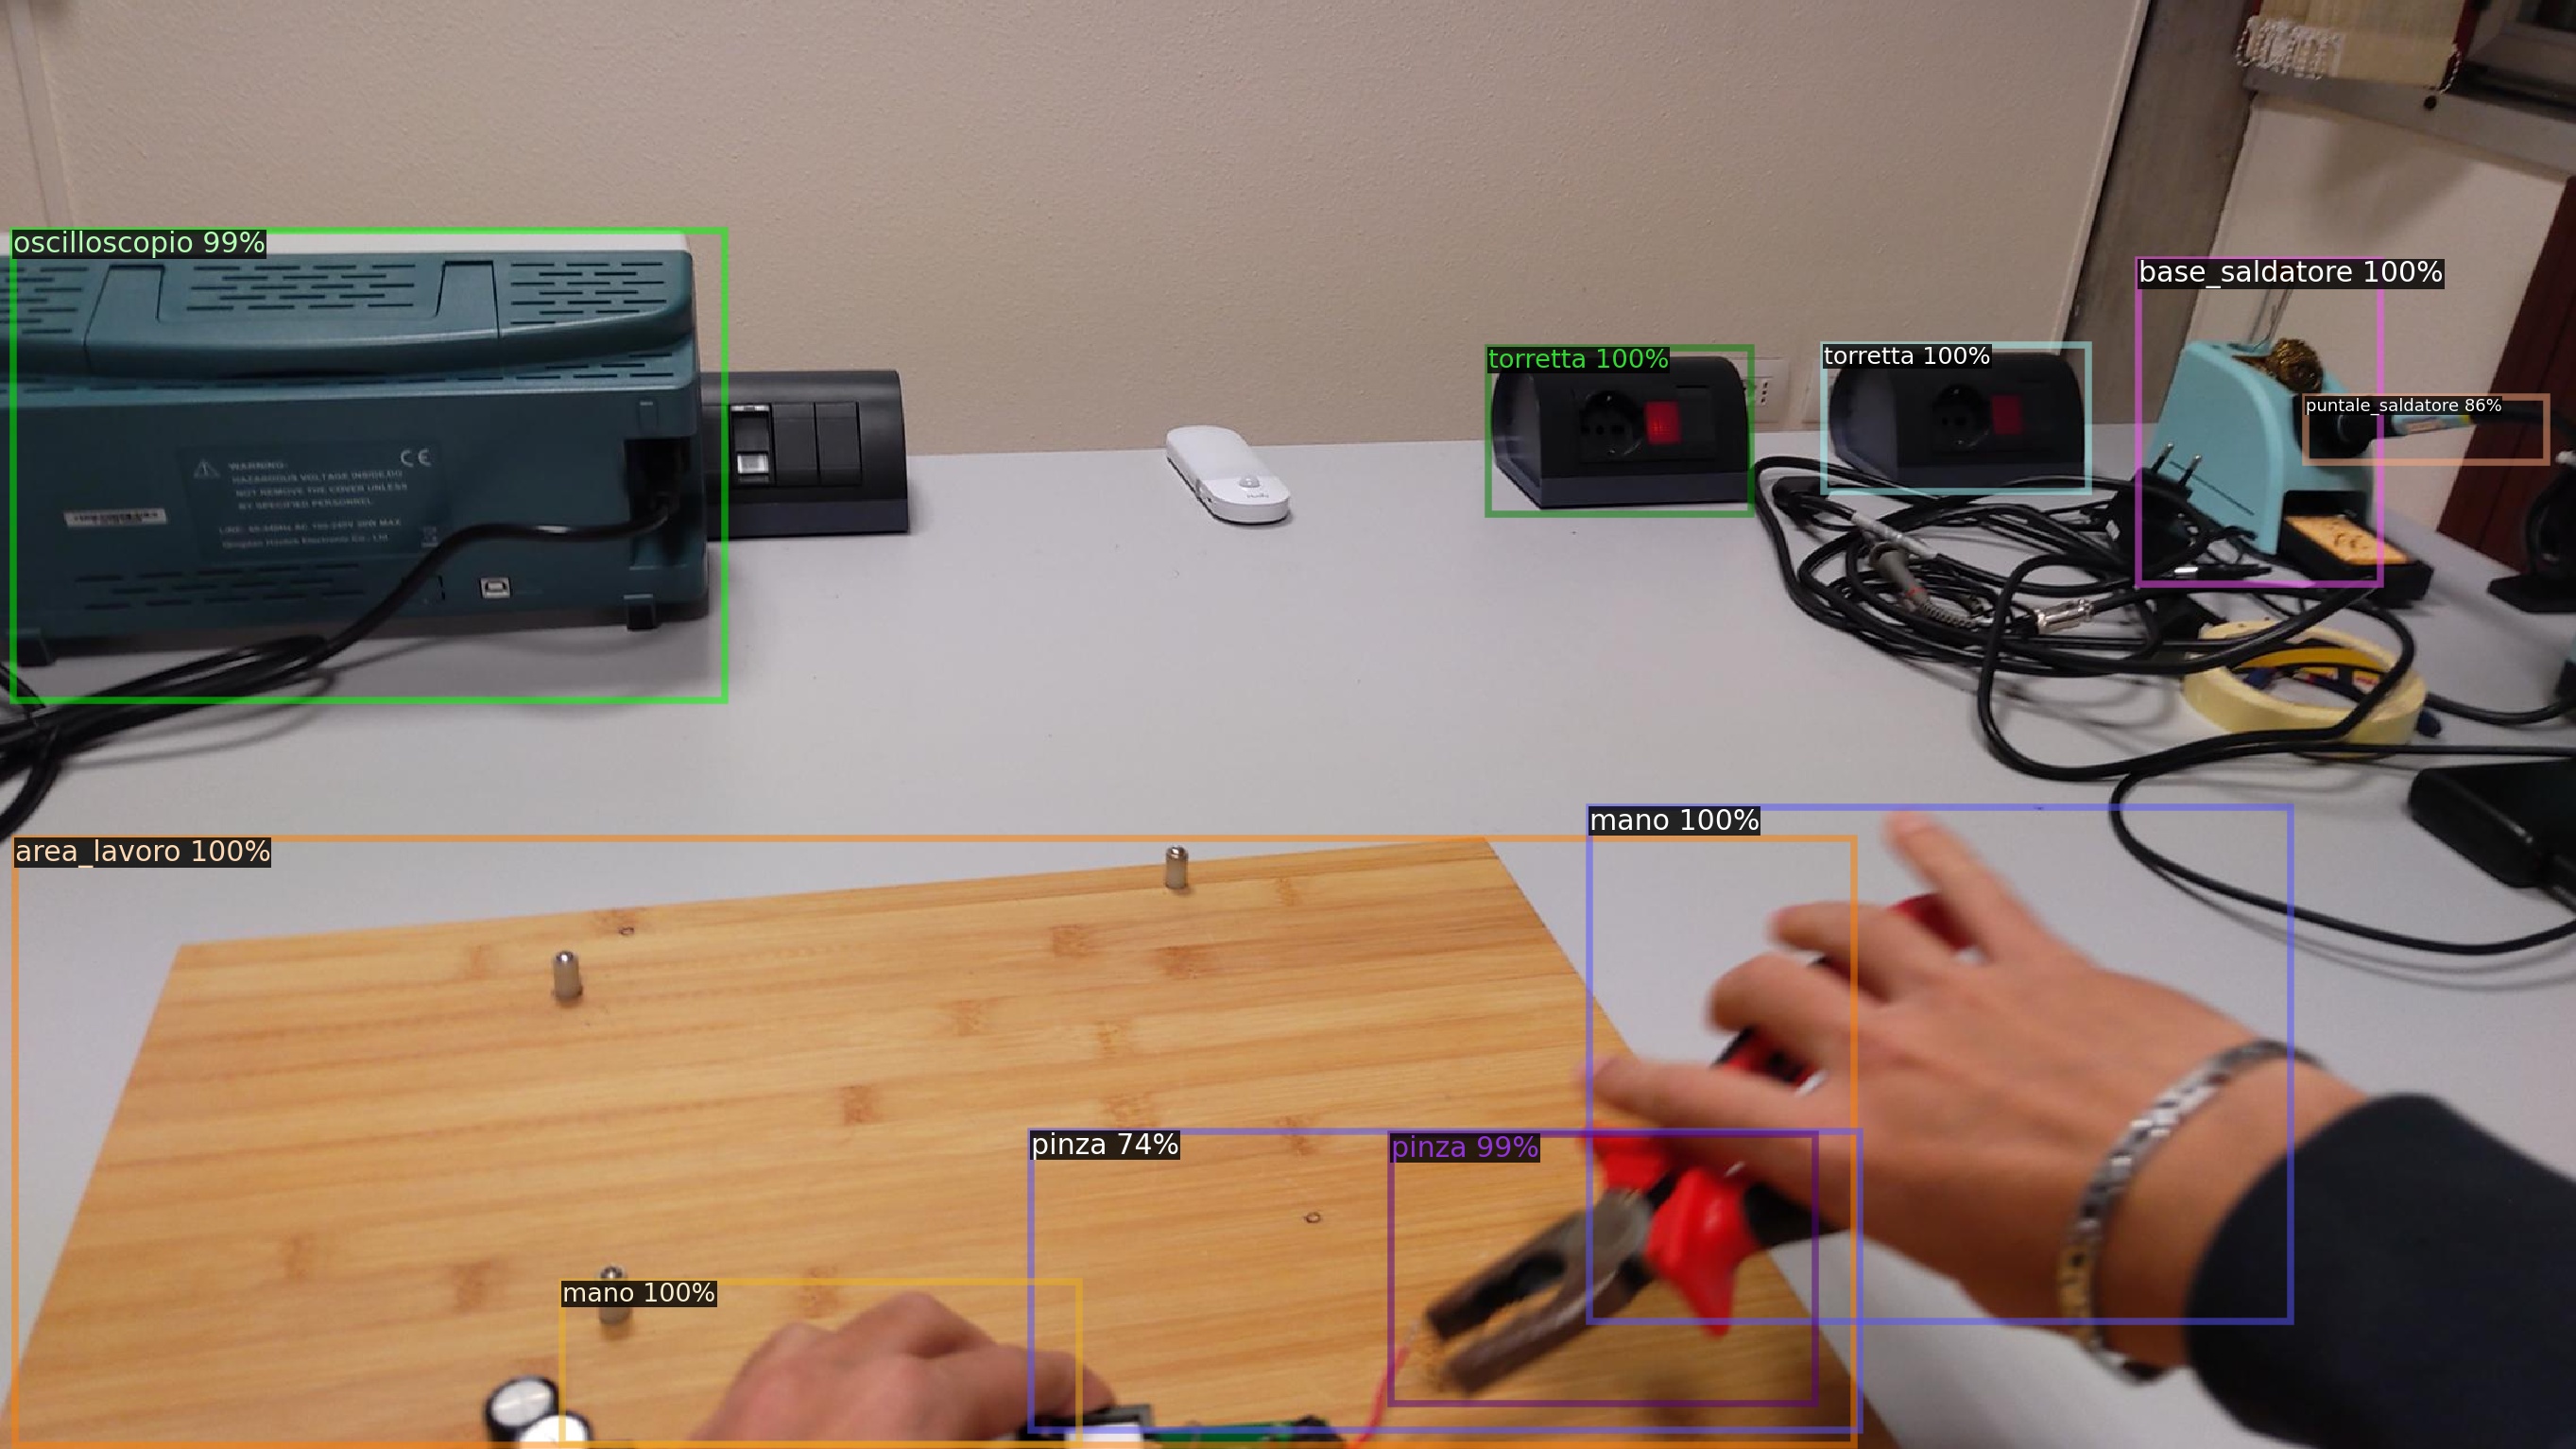 oscilloscopio 99%
base_saldatore 100%
torretta 100%
torretta 100%
puntale_saldatore 86%
WARNING:
HAZARDOUS VOLTAGE INSIDE,DO
NOT REMOVE THE COVER UNLESS
BY SPECIFIED PERSONNEL.
CE
mano 100%
area_lavoro 100%
pinza 74%
pinza 99%
mano 100%